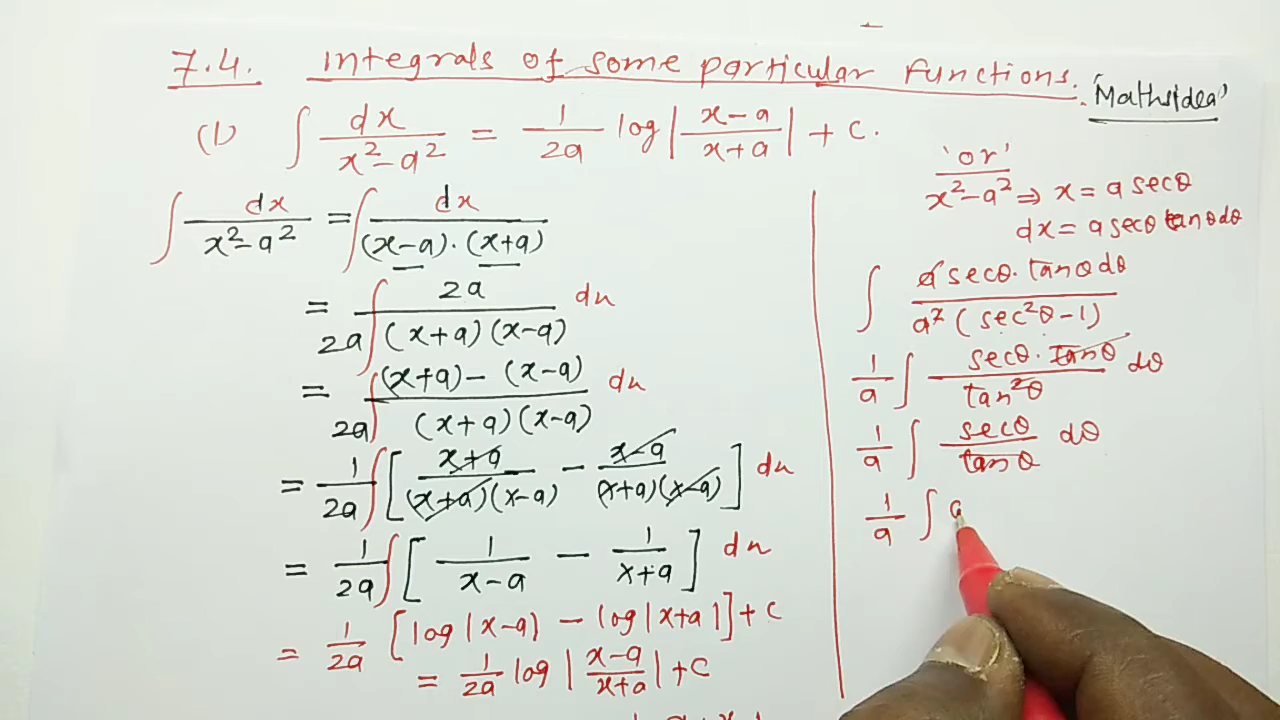 7.4. Integrals of some particular functions.
'Mathsidea'
(1) ∫ dx / (x² - a²) = 1/2a log | (x-a)/(x+a) | + c.
∫ dx / (x² - a²) = ∫ dx / ((x-a)·(x+a))
= ∫ 2a / (2a (x+a)(x-a)) dx
= ∫ ((x+a) - (x-a)) / (2a (x+a)(x-a)) dx
= 1/2a ∫ [ (x+a)/((x+a)(x-a)) - (x-a)/((x+a)(x-a)) ] dx
= 1/2a ∫ [ 1/(x-a) - 1/(x+a) ] dx
= 1/2a [log|x-a) - log|x+a|] + c
= 1/2a log | (x-a)/(x+a) | + c
'or'
x² - a² ⇒ x = a secθ
dx = a secθ tanθ dθ
∫ a secθ · tanθ dθ / (a² (sec²θ - 1))
1/a ∫ secθ · tanθ / tan²θ dθ
1/a ∫ secθ / tanθ dθ
1/a ∫